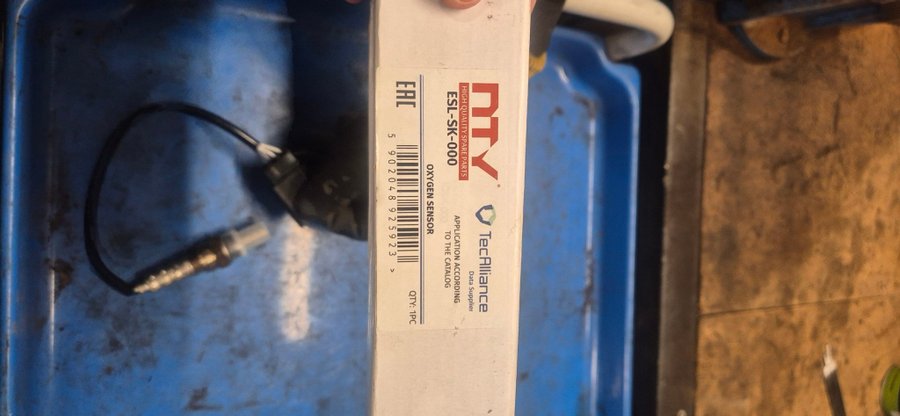 NTY
HIGH QUALITY SPARE PARTS
ESL-SK-000
TecAlliance
Data Supplier
APPLICATION ACCORDING
TO THE CATALOG
EAC
OXYGEN SENSOR
5 902048 925923 >
QTY: 1PC